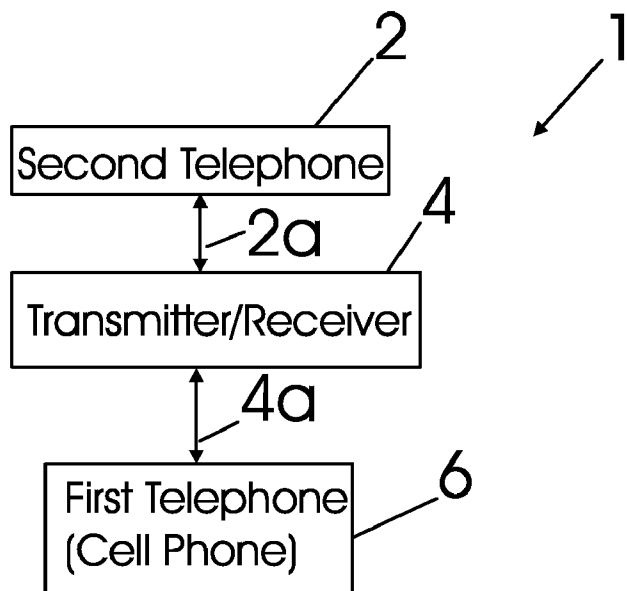 2
1
Second Telephone
2a
4
Transmitter/Receiver
4a
6
First Telephone
(Cell Phone)